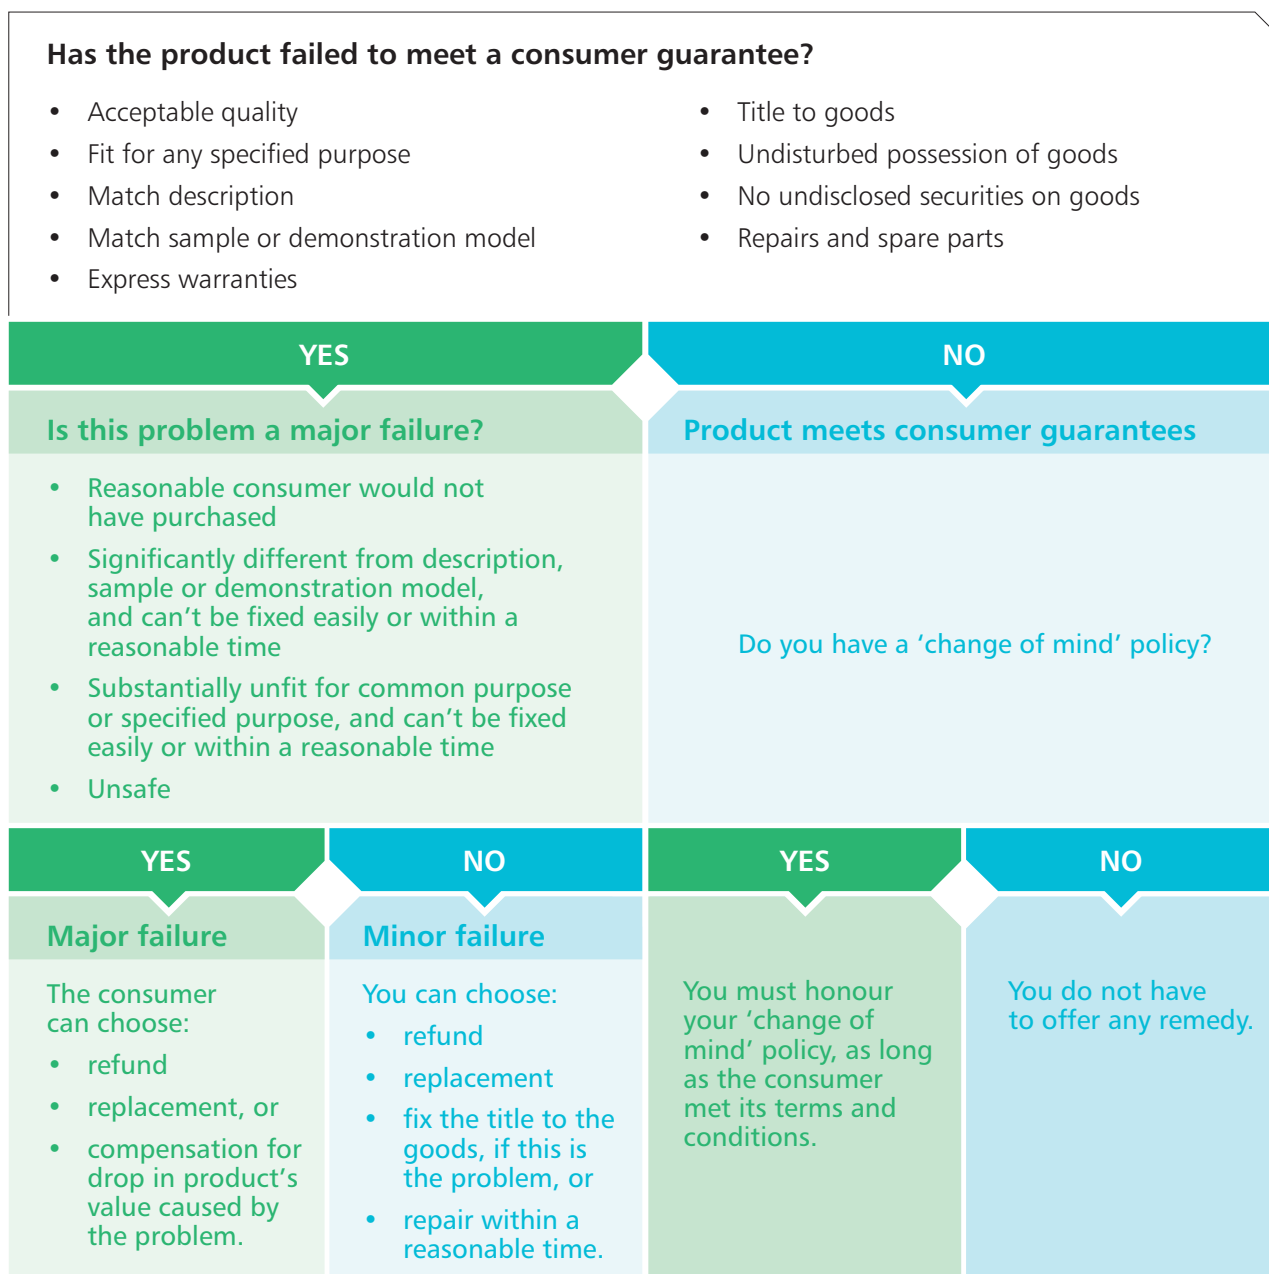 Has the product failed to meet a consumer guarantee?
• Acceptable quality
• Fit for any specified purpose
• Match description
• Match sample or demonstration model
• Express warranties
• Title to goods
• Undisturbed possession of goods
• No undisclosed securities on goods
• Repairs and spare parts
YES
Is this problem a major failure?
• Reasonable consumer would not
have purchased
• Significantly different from description,
sample or demonstration model,
and can’t be fixed easily or within a
reasonable time
• Substantially unfit for common purpose
or specified purpose, and can’t be fixed
easily or within a reasonable time
• Unsafe
NO
Product meets consumer guarantees
Do you have a ‘change of mind’ policy?
YES
Major failure
The consumer
can choose:
• refund
• replacement, or
• compensation for
drop in product’s
value caused by
the problem.
NO
Minor failure
You can choose:
• refund
• replacement
• fix the title to the
goods, if this is
the problem, or
• repair within a
reasonable time.
YES
You must honour
your ‘change of
mind’ policy, as long
as the consumer
met its terms and
conditions.
NO
You do not have
to offer any remedy.